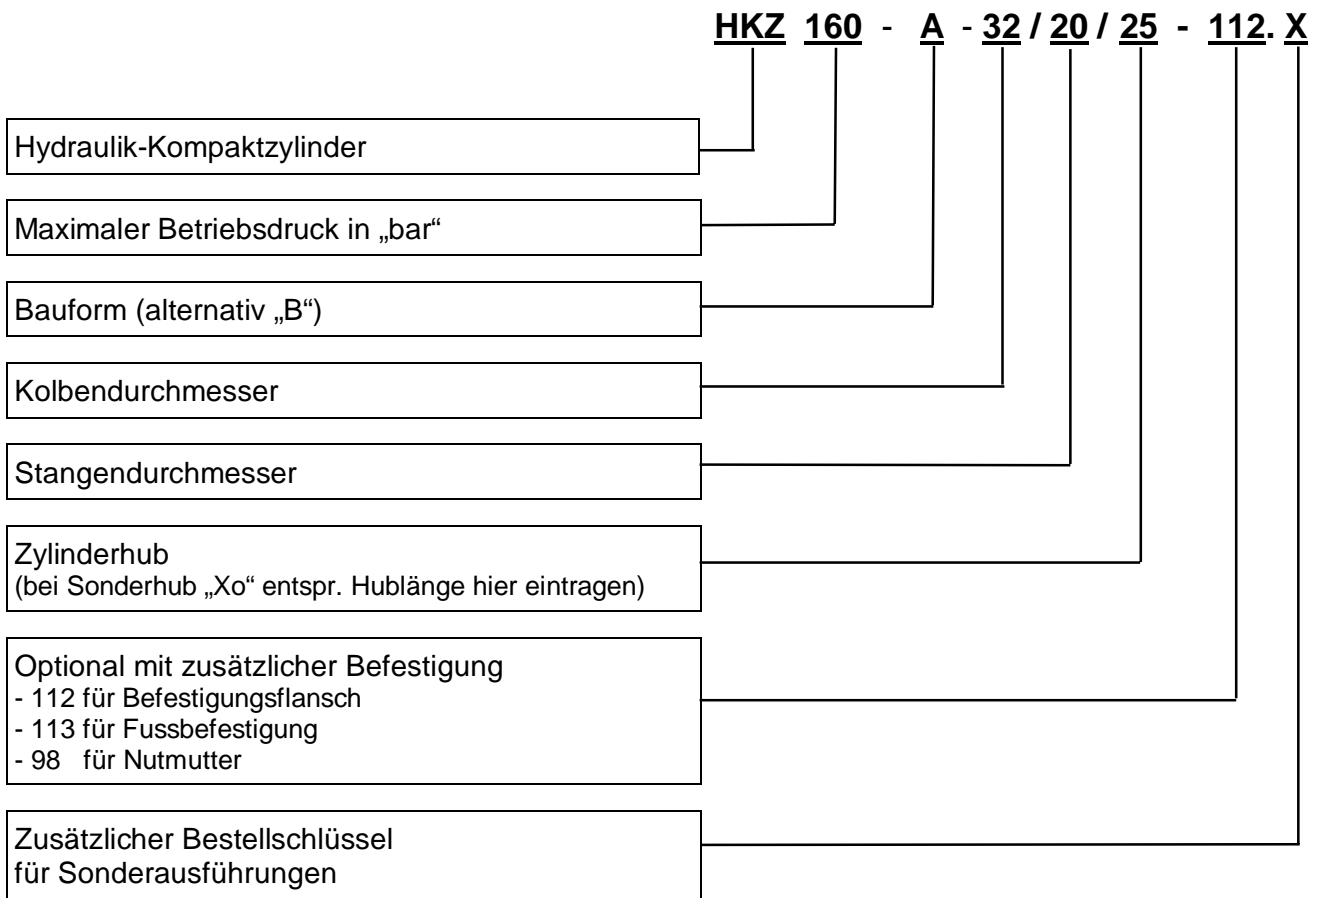 HKZ 160 - A - 32 / 20 / 25 - 112. X
Hydraulik-Kompaktzylinder
Maximaler Betriebsdruck in „bar“
Bauform (alternativ „B“)
Kolbendurchmesser
Stangendurchmesser
Zylinderhub
(bei Sonderhub „Xo“ entspr. Hublänge hier eintragen)
Optional mit zusätzlicher Befestigung
- 112 für Befestigungsflansch
- 113 für Fussbefestigung
- 98 für Nutmutter
Zusätzlicher Bestellschlüssel
für Sonderausführungen